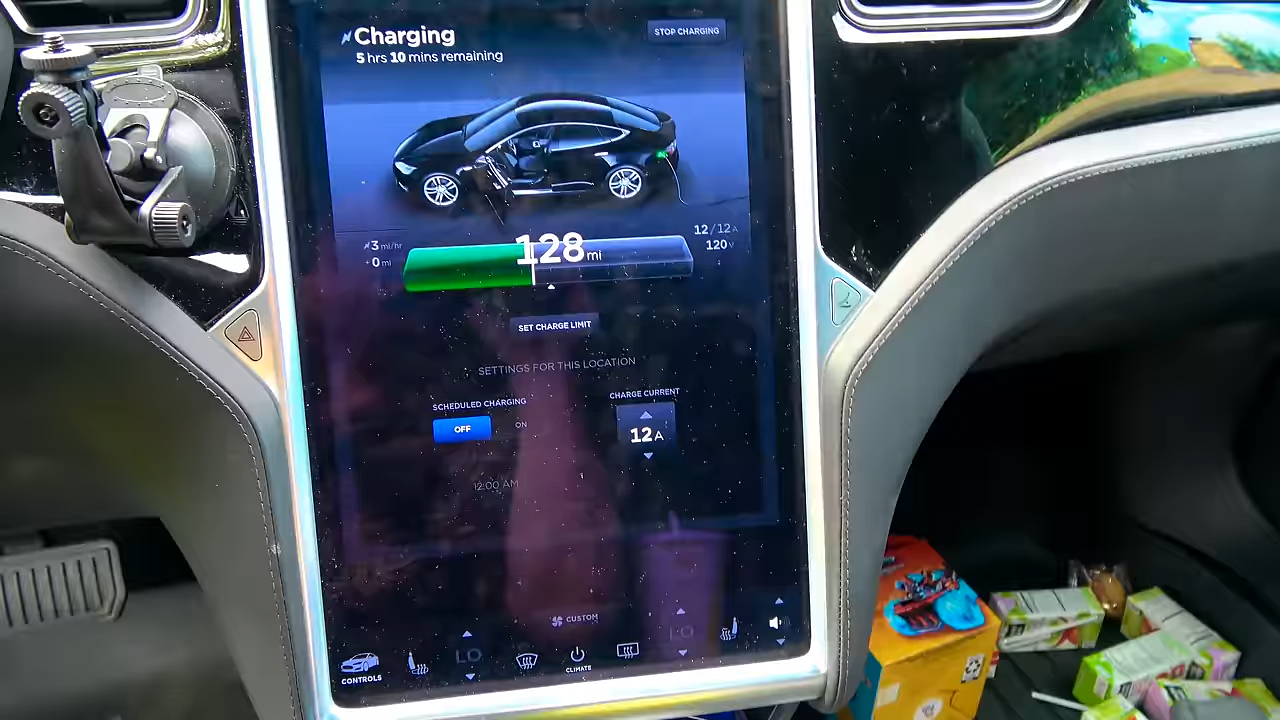 Charging
5 hrs 10 mins remaining
STOP CHARGING
3 mi/hr
+0 mi
128 mi
12/12 A
120 V
SET CHARGE LIMIT
SETTINGS FOR THIS LOCATION
SCHEDULED CHARGING
OFF
ON
12:00 AM
CHARGE CURRENT
12 A
CUSTOM
CONTROLS
LO
CLIMATE
LO